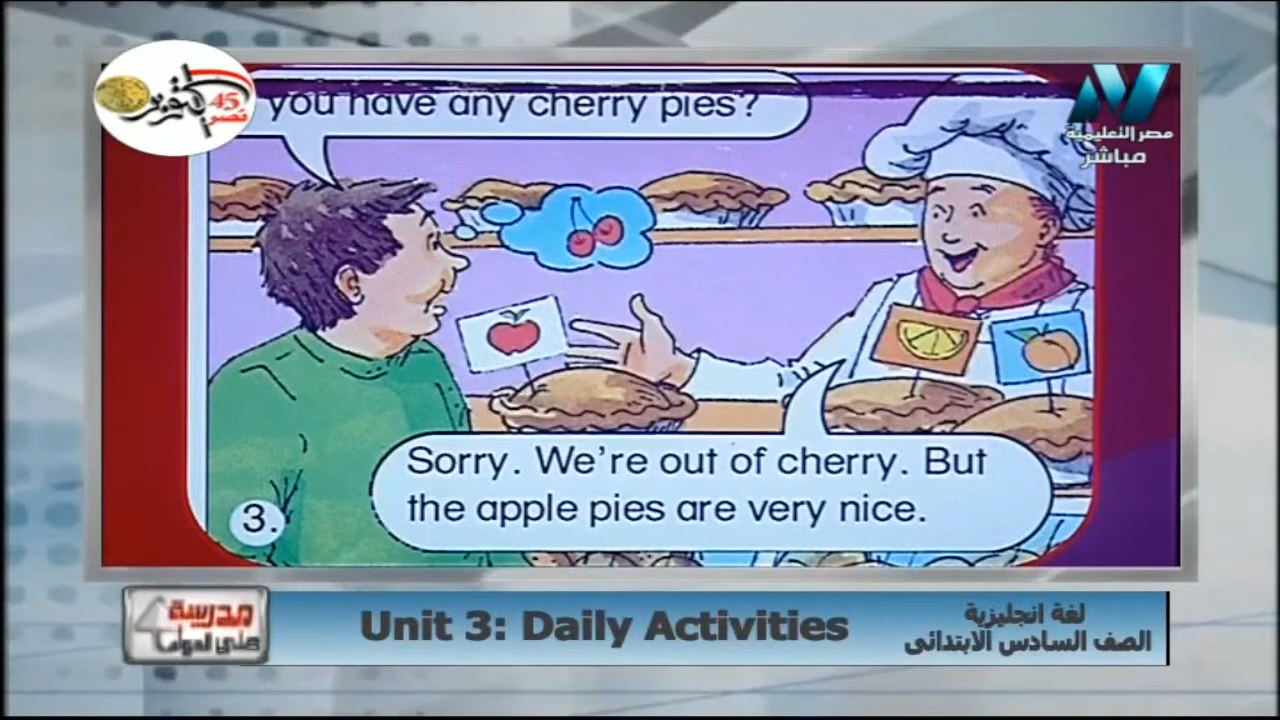 45
نصر
مصر التعليمية
مباشر
you have any cherry pies?
Sorry. We're out of cherry. But
the apple pies are very nice.
3.
مدرسة
على الهواء
Unit 3: Daily Activities
لغة انجليزية
الصف السادس الابتدائى